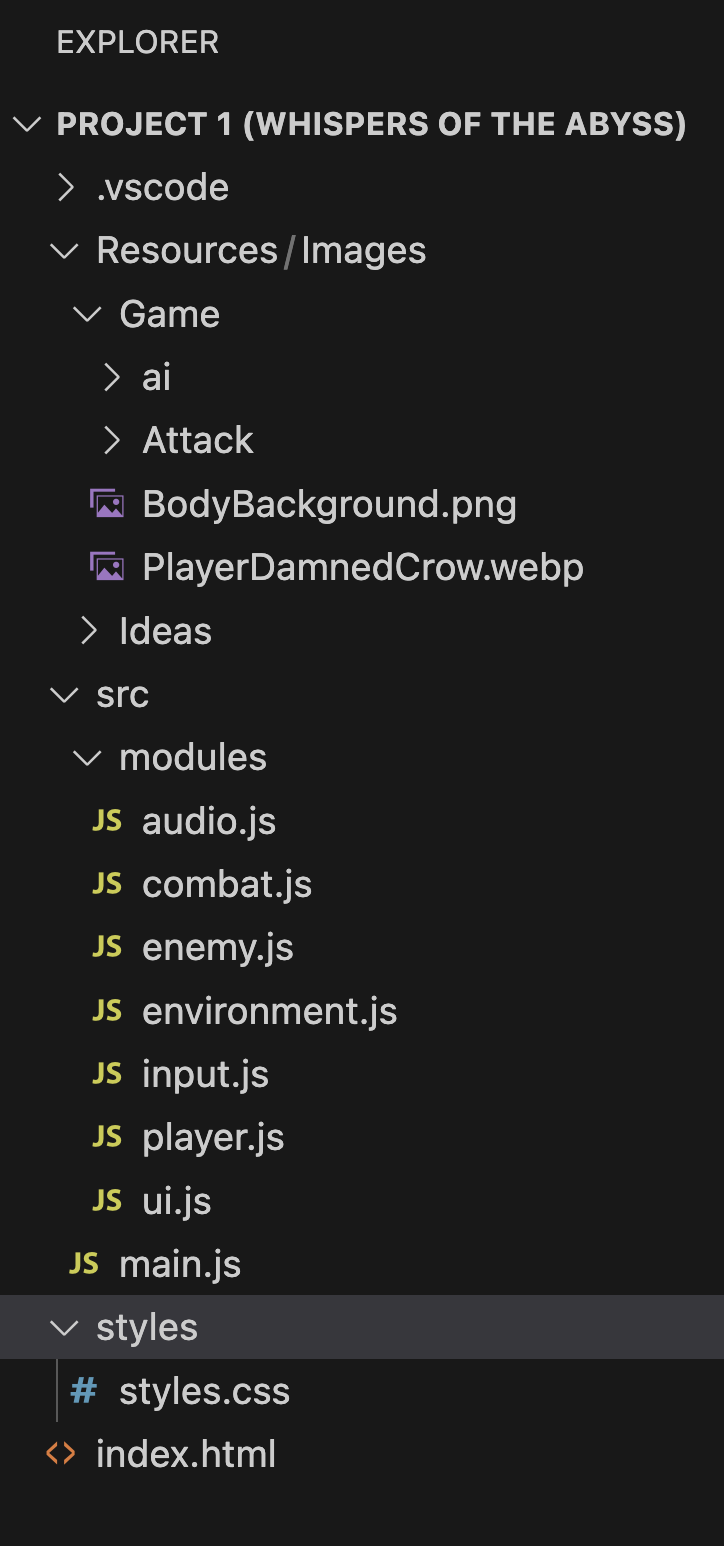 EXPLORER
PROJECT 1 (WHISPERS OF THE ABYSS)
.vscode
Resources/Images
Game
ai
Attack
BodyBackground.png
PlayerDamnedCrow.webp
Ideas
src
modules
JS audio.js
JS combat.js
JS enemy.js
JS environment.js
JS input.js
JS player.js
JS ui.js
JS main.js
styles
# styles.css
<> index.html